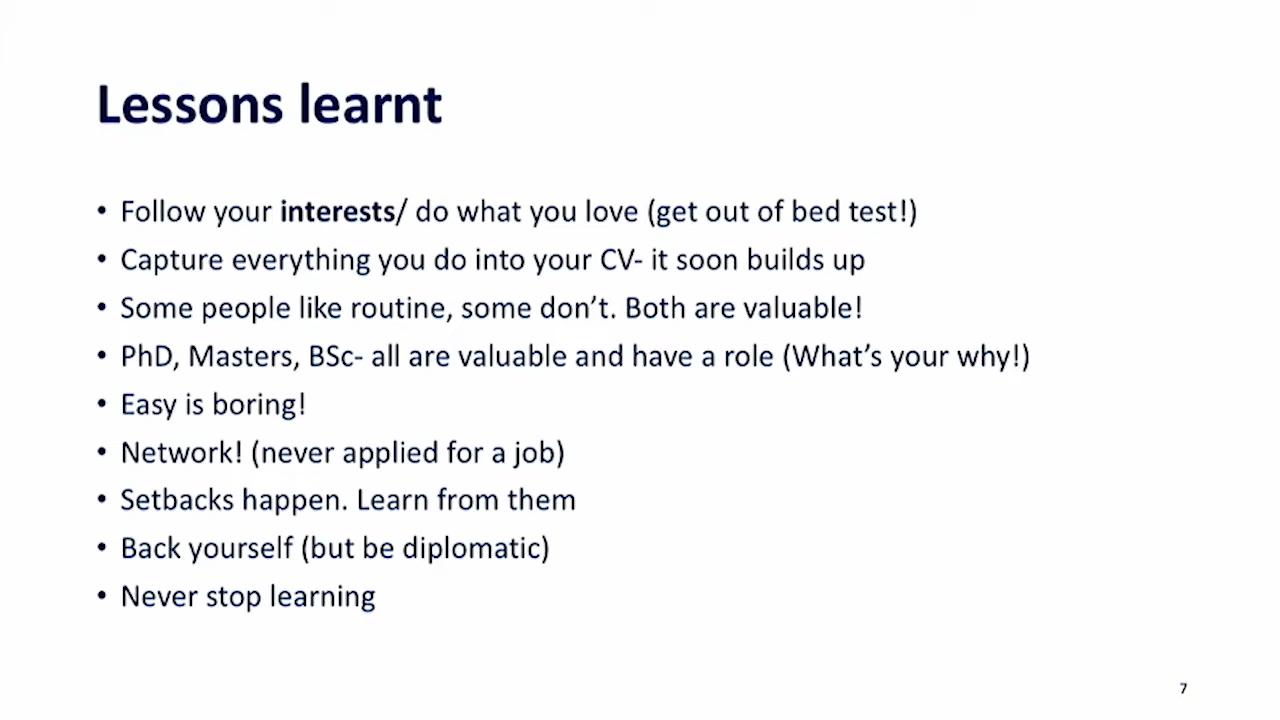 Lessons learnt
• Follow your interests/ do what you love (get out of bed test!)
• Capture everything you do into your CV- it soon builds up
• Some people like routine, some don’t. Both are valuable!
• PhD, Masters, BSc- all are valuable and have a role (What’s your why!)
• Easy is boring!
• Network! (never applied for a job)
• Setbacks happen. Learn from them
• Back yourself (but be diplomatic)
• Never stop learning
7